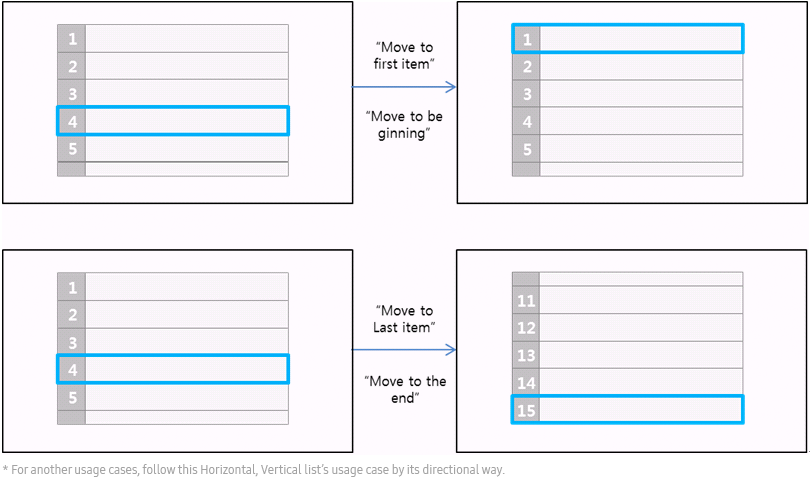 1
2
3
4
5
“Move to
first item”
“Move to be
ginning”
1
2
3
4
5
1
2
3
4
5
“Move to
Last item”
“Move to the
end”
11
12
13
14
15
* For another usage cases, follow this Horizontal, Vertical list's usage case by its directional way.